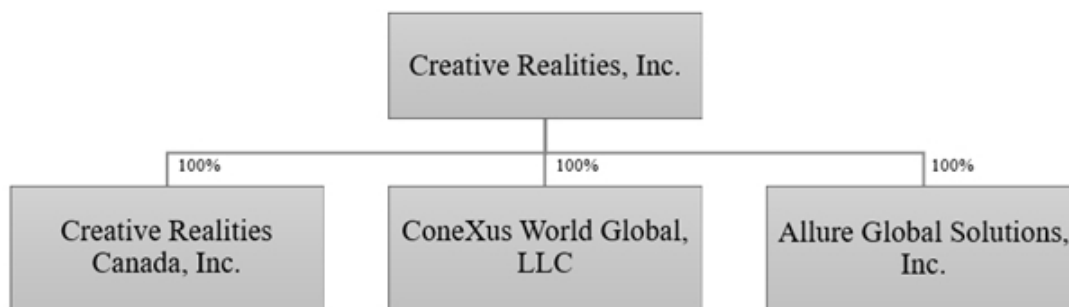 Creative Realities, Inc.
100%
100%
100%
Creative Realities
Canada, Inc.
ConeXus World Global,
LLC
Allure Global Solutions,
Inc.